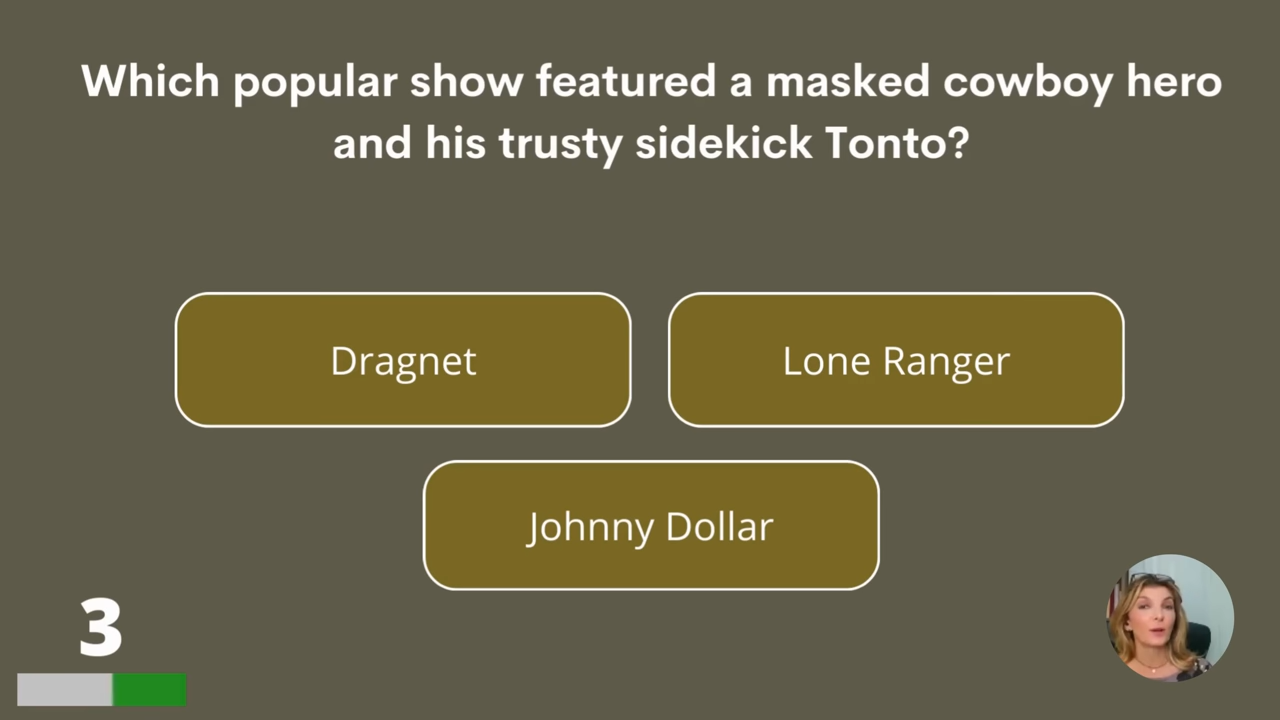 Which popular show featured a masked cowboy hero
and his trusty sidekick Tonto?
Dragnet
Lone Ranger
Johnny Dollar
3